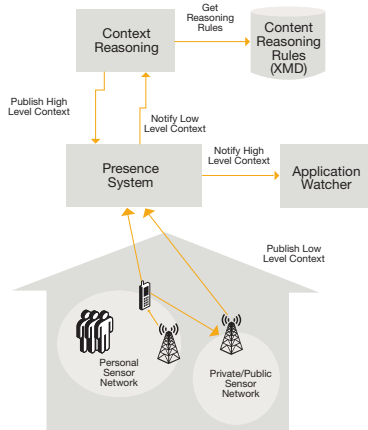 Context
Reasoning
Get
Reasoning
Rules
Content
Reasoning
Rules
(XMD)
Publish High
Level Context
Notify Low
Level Context
Presence
System
Notify High
Level Context
Application
Watcher
Publish Low
Level Context
Personal
Sensor
Network
Private/Public
Sensor
Network